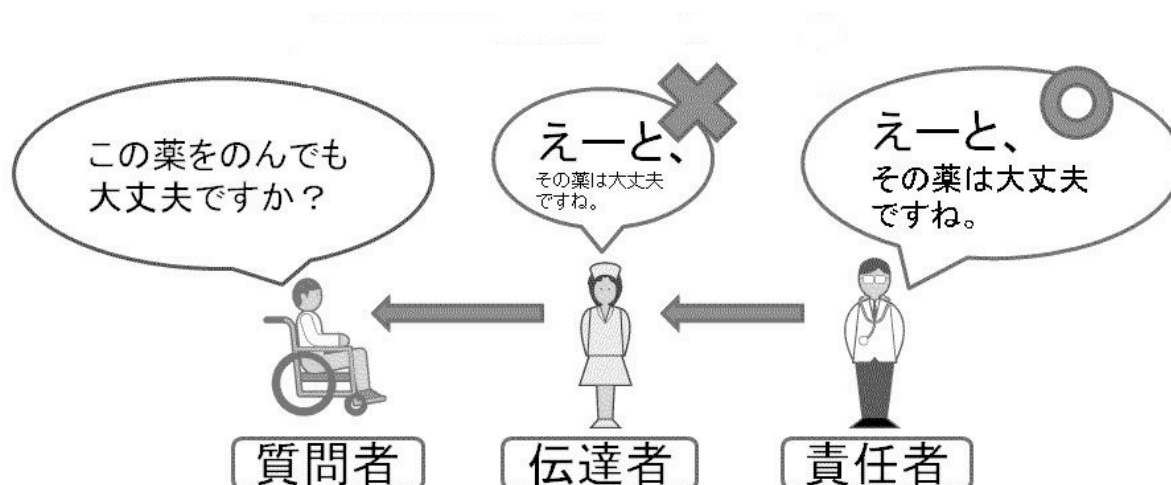 この薬をのんでも
大丈夫ですか？
えーと、
その薬は大丈夫
ですね。
えーと、
その薬は大丈夫
ですね。
質問者
伝達者
責任者